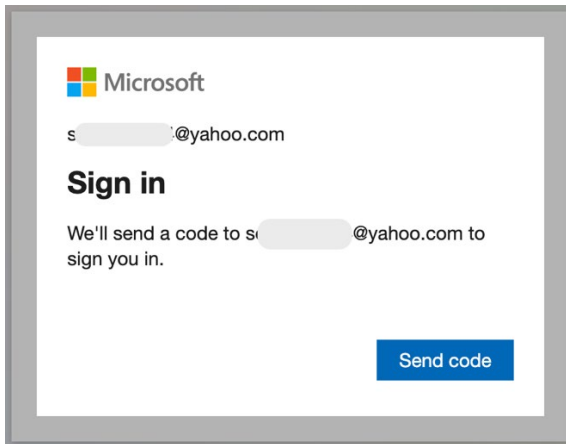 Microsoft
@yahoo.com
Sign in
We'll send a code to @yahoo.com to
sign you in.
Send code